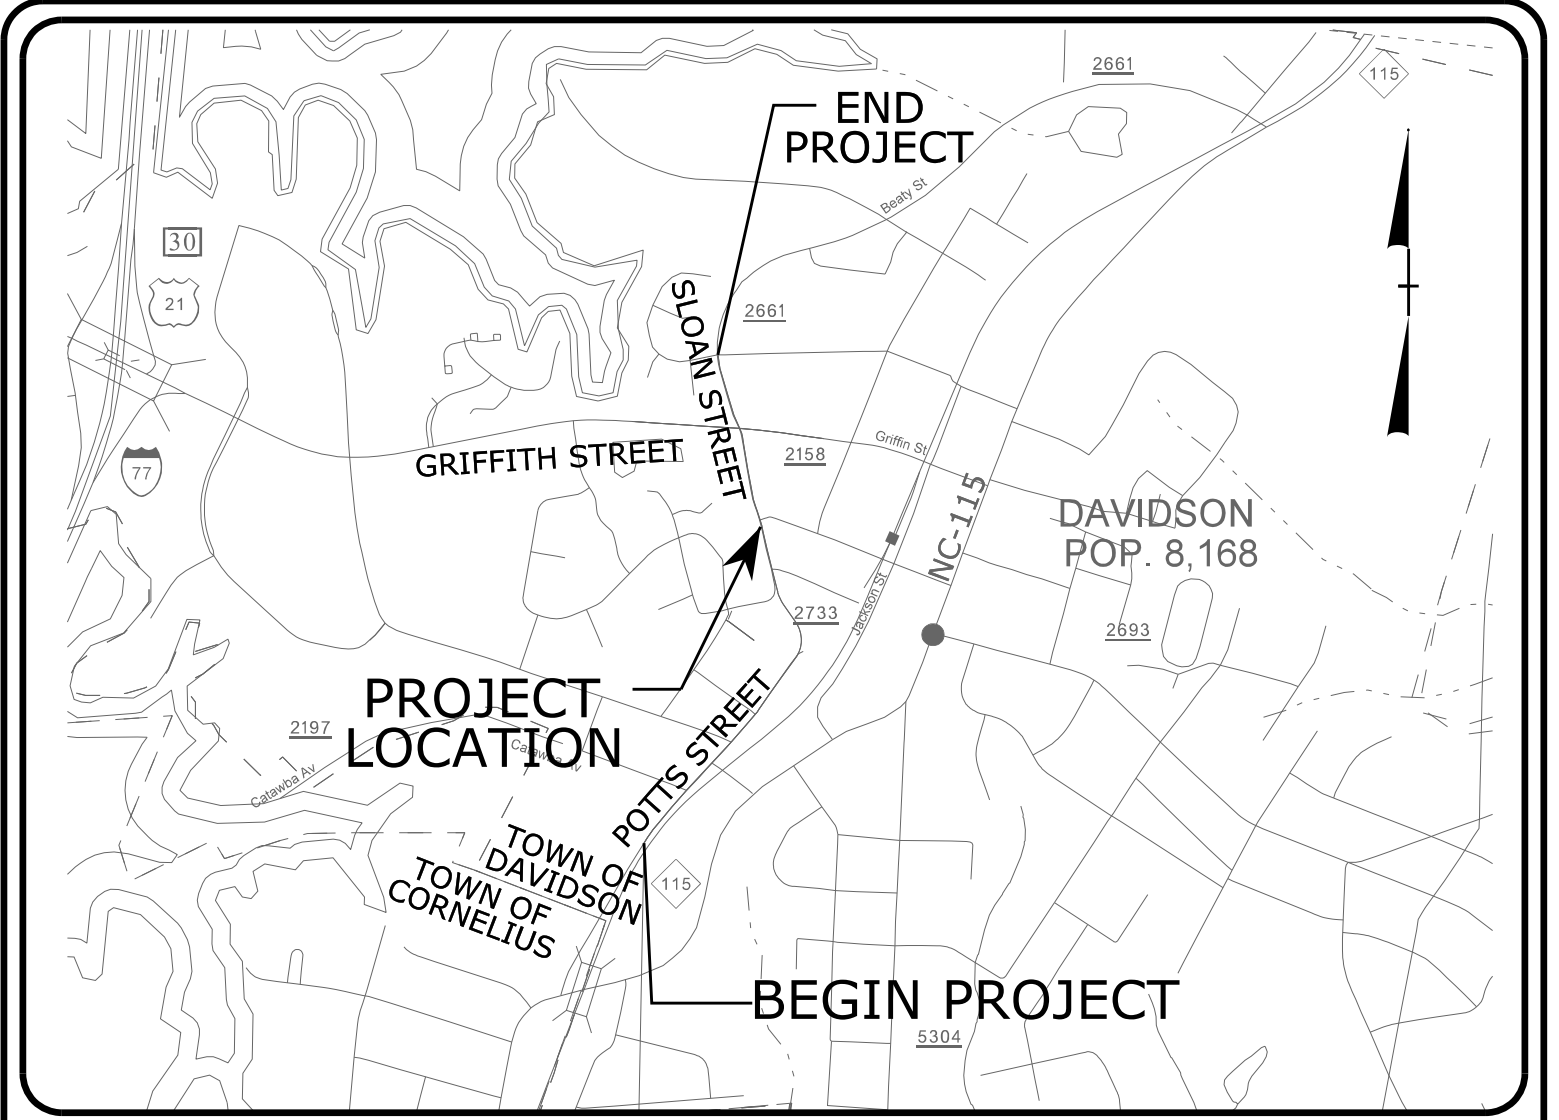 2661
115
END
PROJECT
Beaty St
30
21
2661
SLOAN STREET
Griffin St
GRIFFITH STREET
2158
77
NC-115
DAVIDSON
POP. 8,168
Jackson St
2733
2693
PROJECT
LOCATION
2197
Catawba Av
Catawba Av
POTTS STREET
TOWN OF
DAVIDSON
TOWN OF
CORNELIUS
115
BEGIN PROJECT
5304